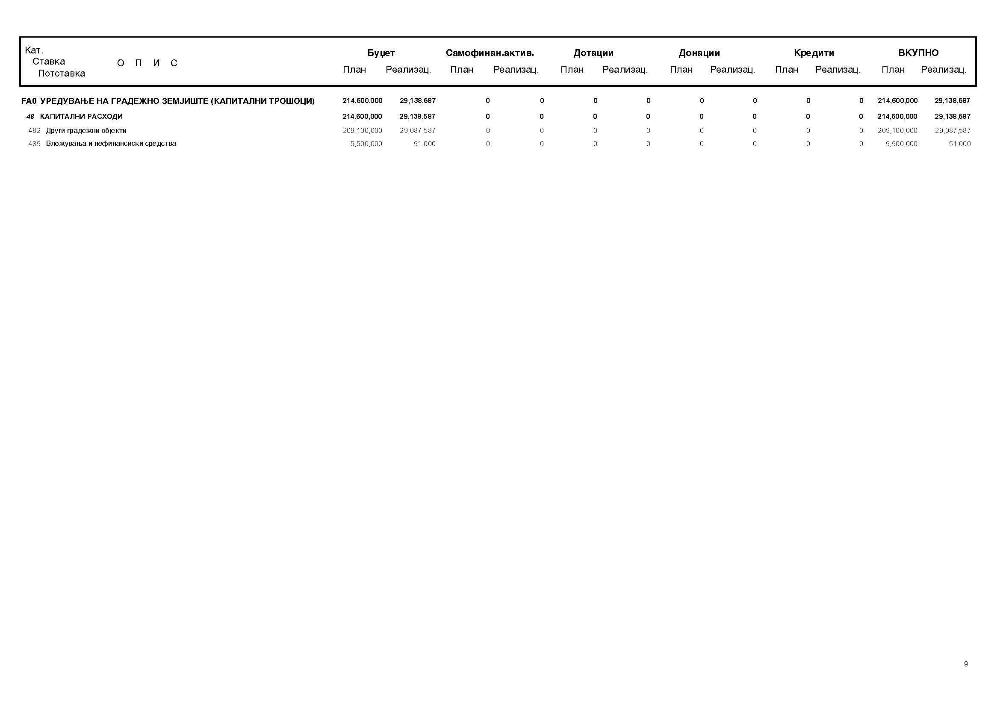 Кат.
Ставка
Потставка
О П И С
Буџет Самофинан.актив. Дотации Донации Кредити ВКУПНО
План Реализац. План Реализац. План Реализац. План Реализац. План Реализац. План Реализац.
FA0 УРЕДУВАЊЕ НА ГРАДЕЖНО ЗЕМЈИШТЕ (КАПИТАЛНИ ТРОШОЦИ) 214,600,000 29,138,587 0 0 0 0 0 0 0 0 214,600,000 29,138,587
48 КАПИТАЛНИ РАСХОДИ 214,600,000 29,138,587 0 0 0 0 0 0 0 0 214,600,000 29,138,587
482 Други градежни објекти 209,100,000 29,087,587 0 0 0 0 0 0 0 0 209,100,000 29,087,587
485 Вложувања и нефинансиски средства 5,500,000 51,000 0 0 0 0 0 0 0 0 5,500,000 51,000
9